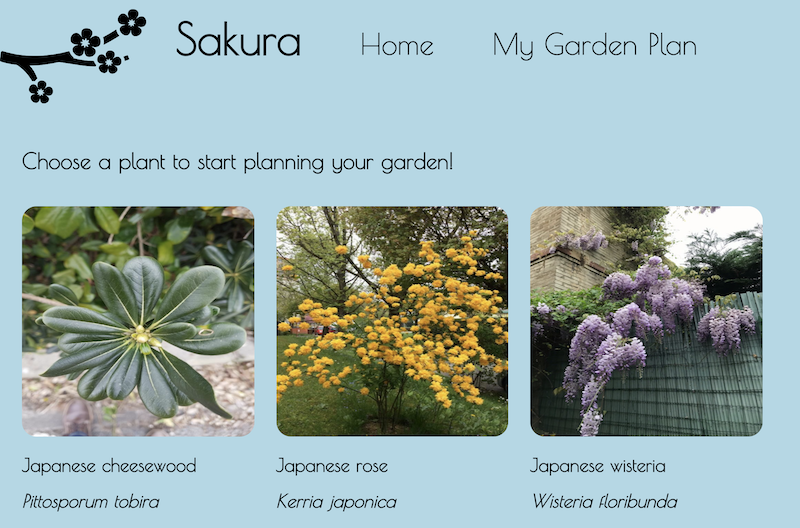 Sakura Home My Garden Plan
Choose a plant to start planning your garden!
Japanese cheesewood Japanese rose Japanese wisteria
Pittosporum tobira Kerria japonica Wisteria floribunda